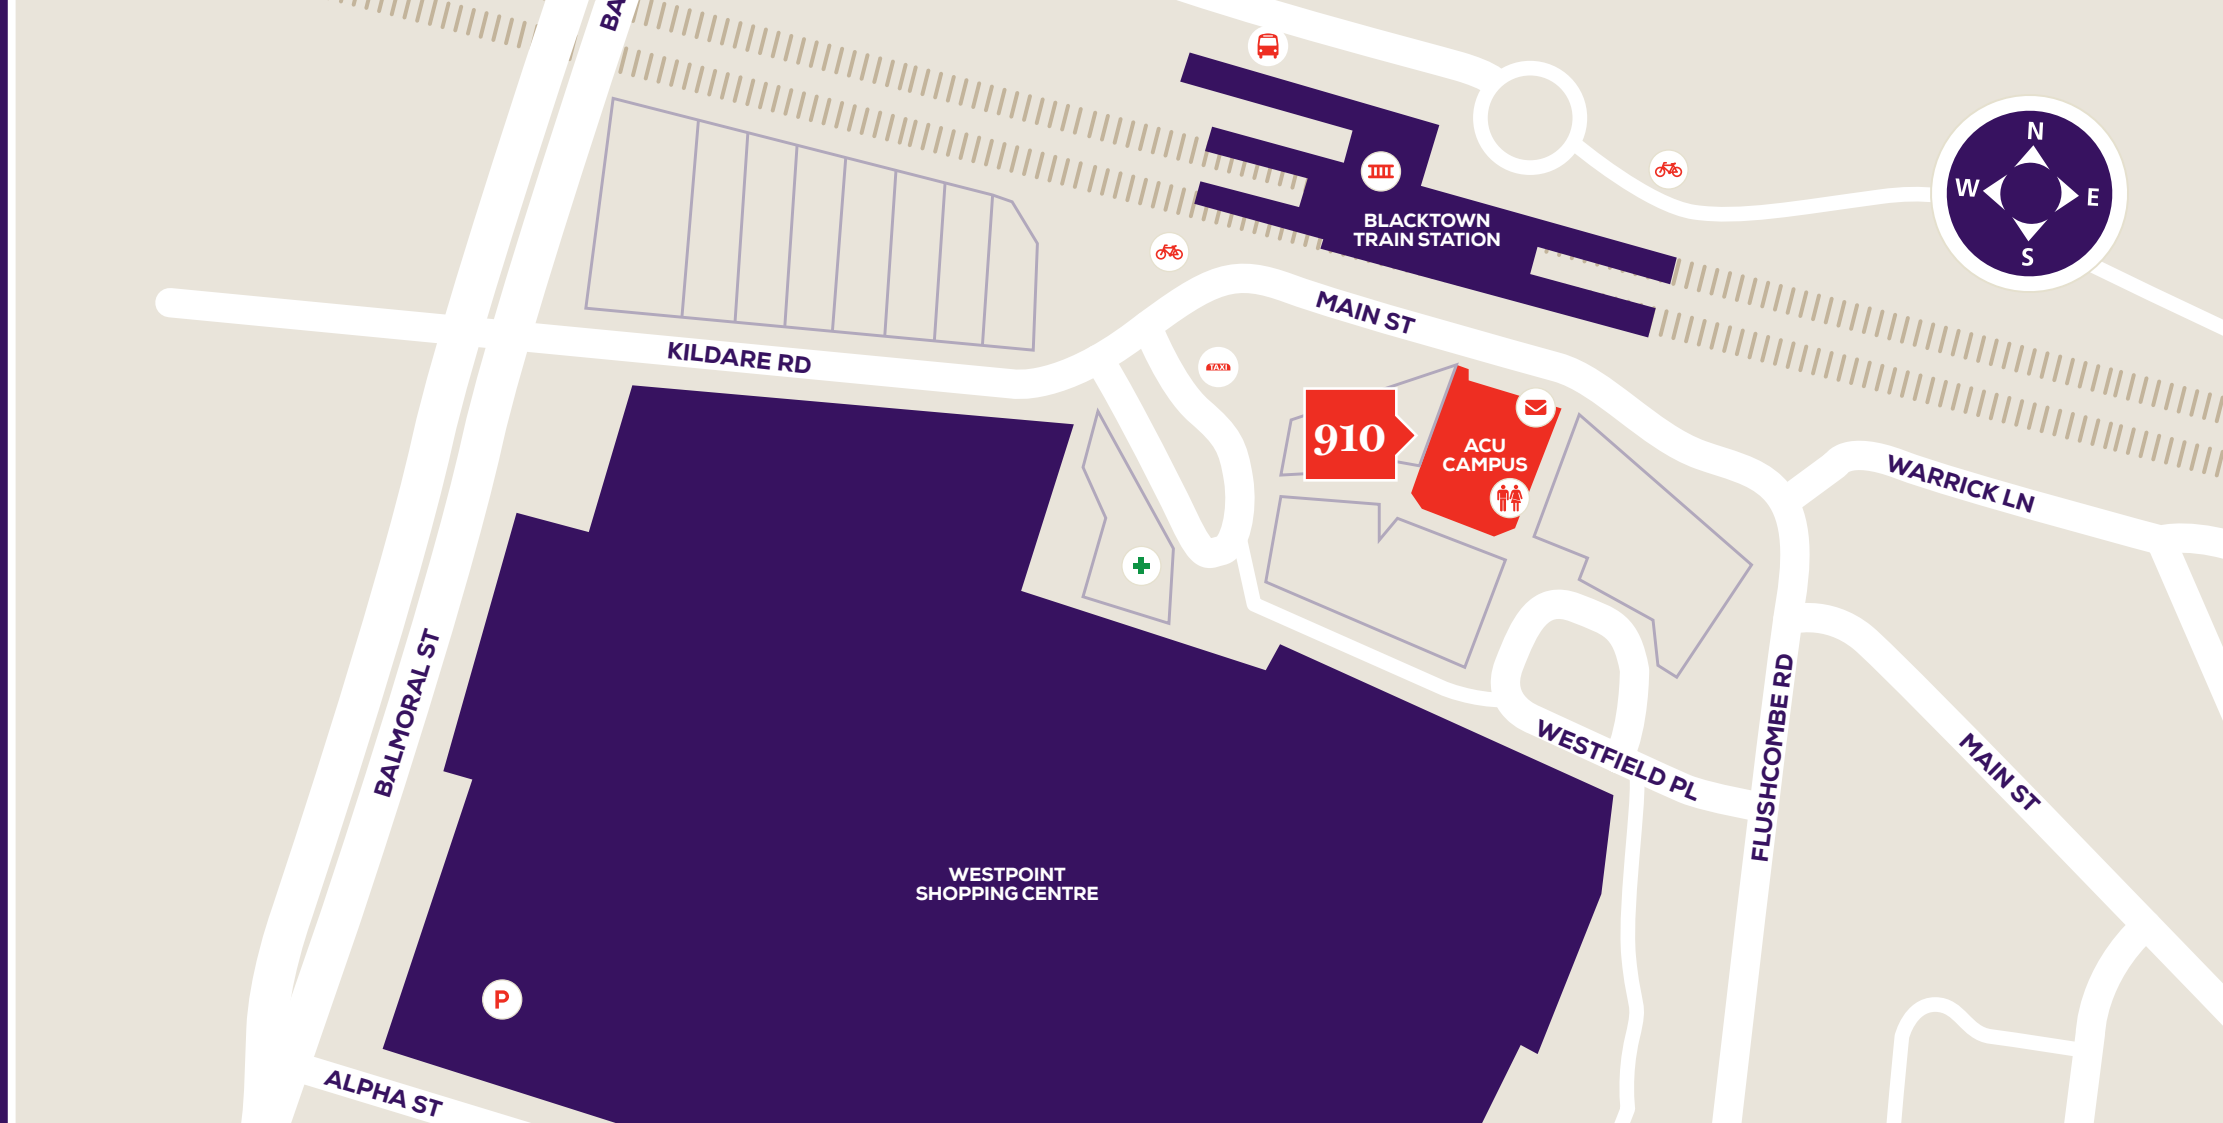 BA
N
W
E
S
BLACKTOWN
TRAIN STATION
MAIN ST
KILDARE RD
TAXI
910
ACU
CAMPUS
WARRICK LN
BALMORAL ST
FLUSHCOMBE RD
WESTFIELD PL
MAIN ST
WESTPOINT
SHOPPING CENTRE
P
ALPHA ST